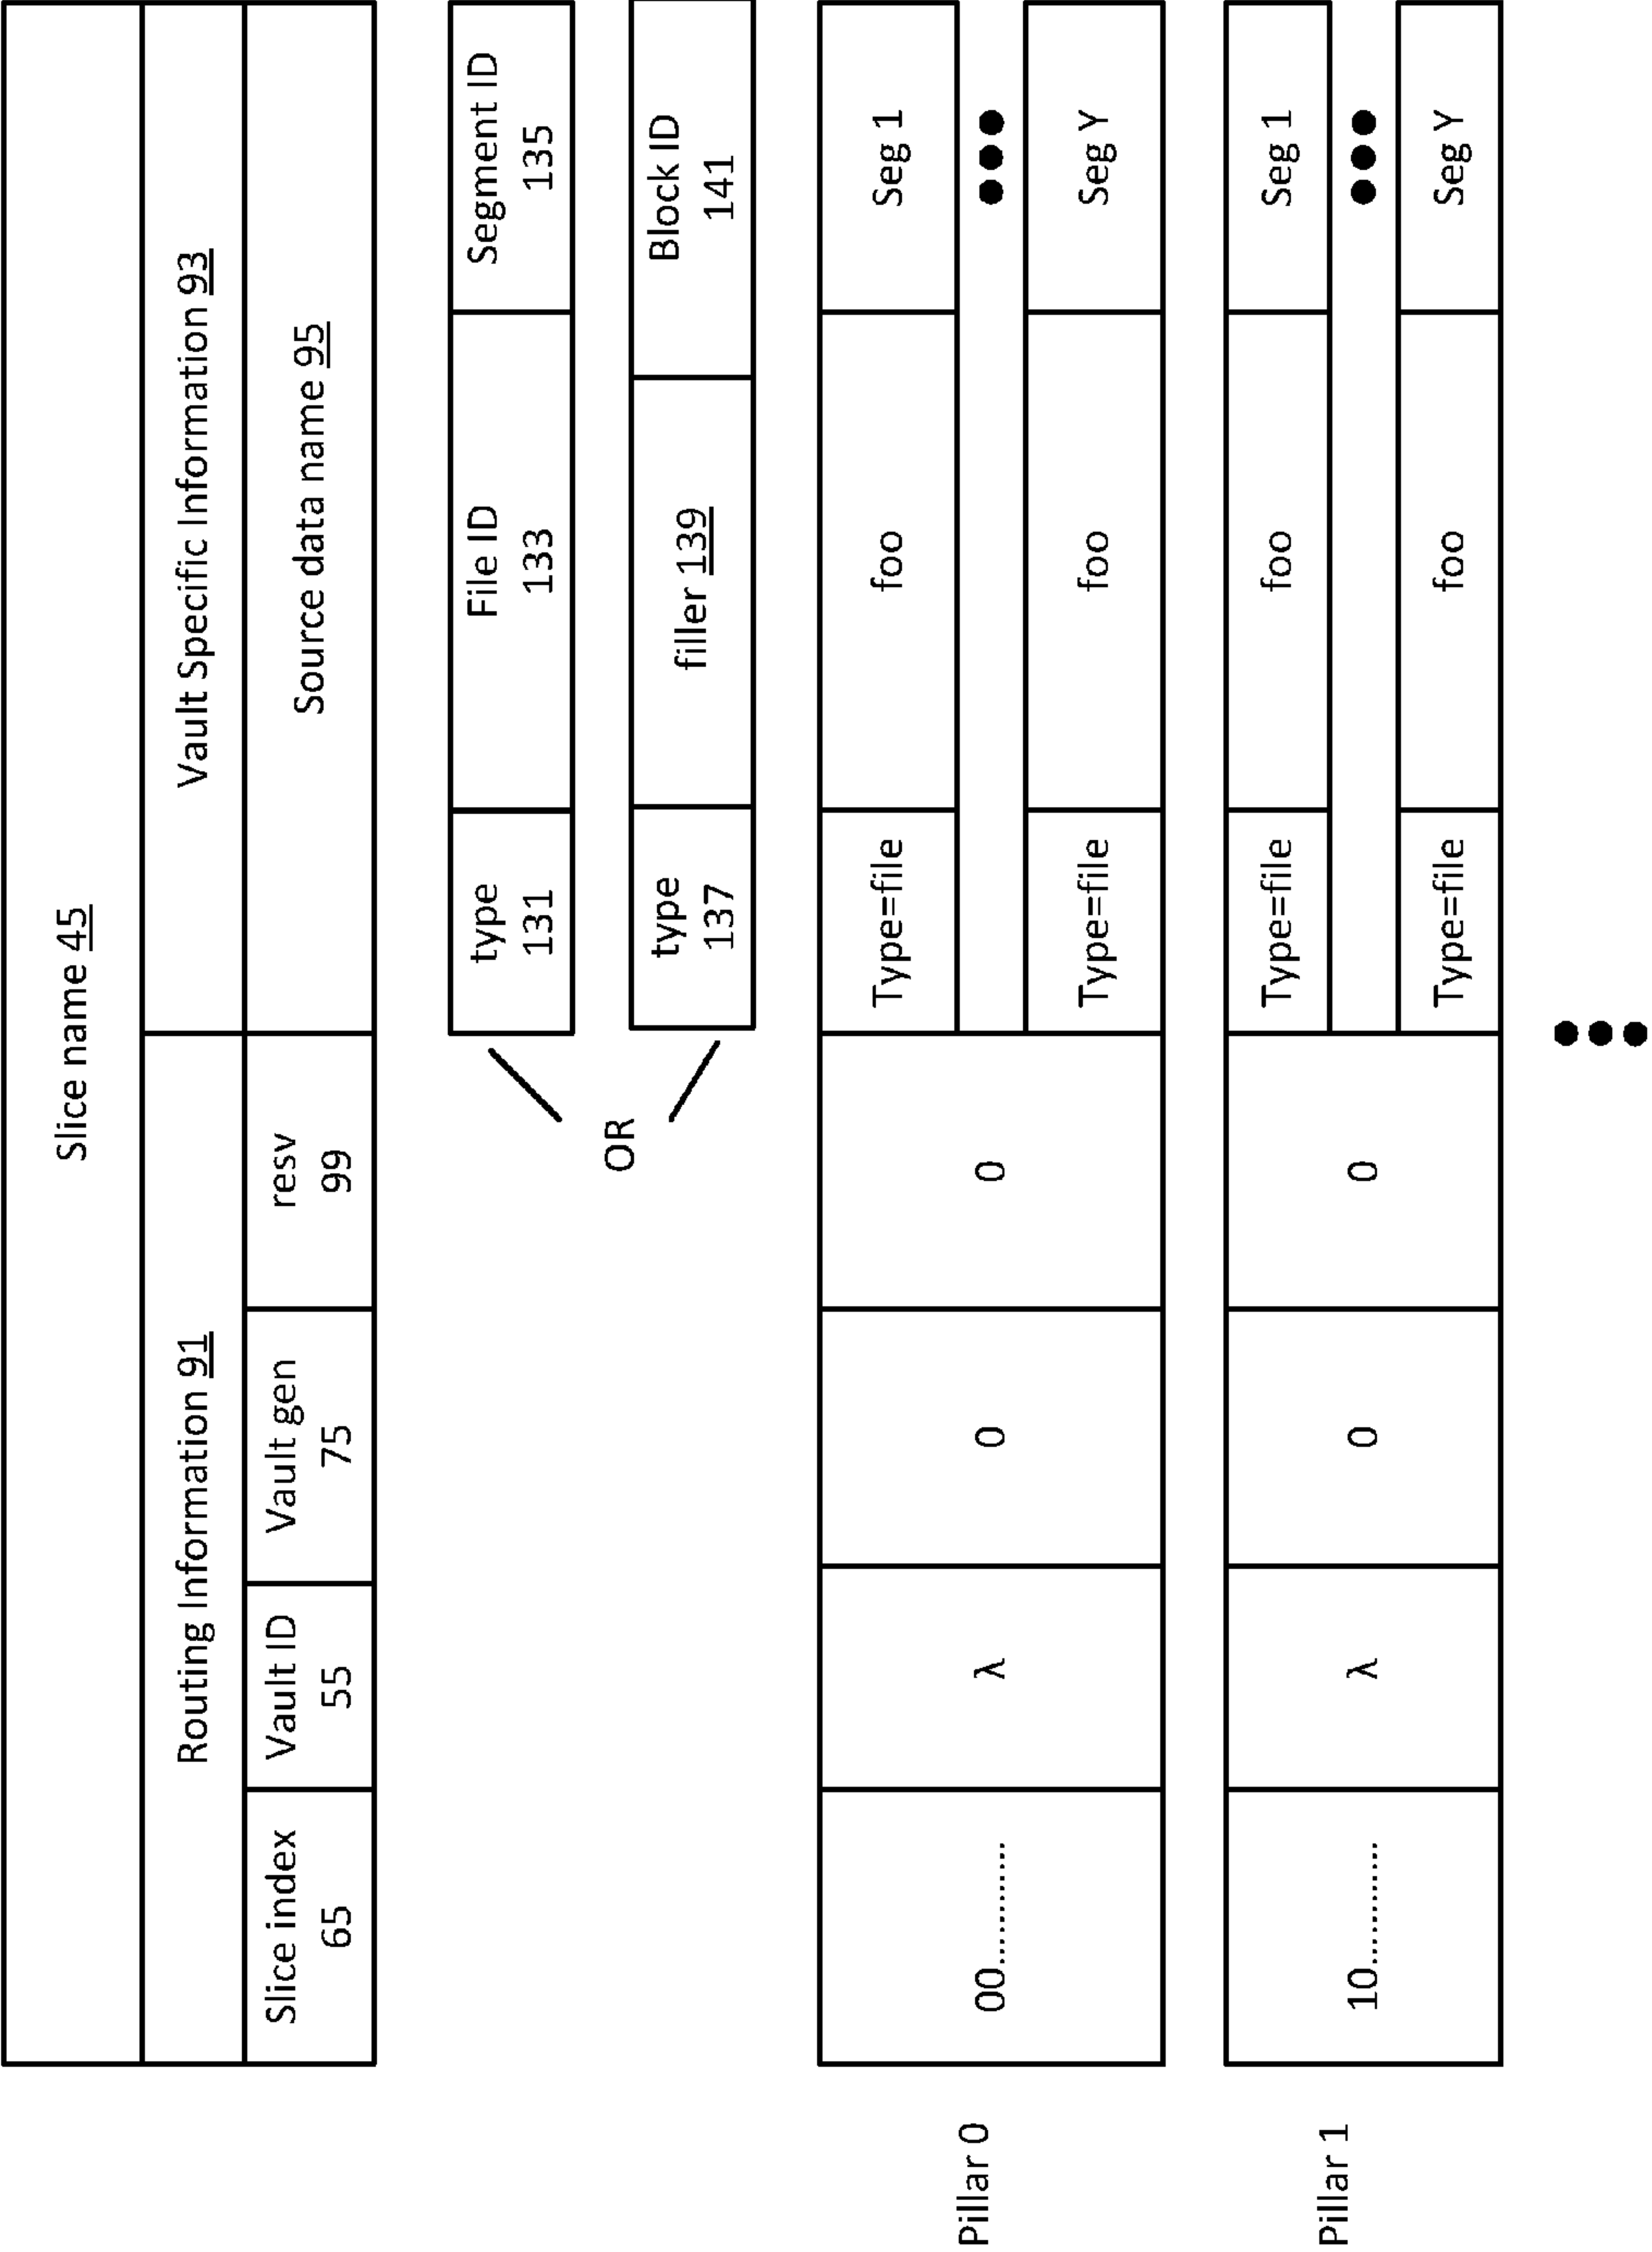 Slice name 45
Routing Information 91
Vault Specific Information 93
Slice index
65
Vault ID
55
Vault gen
75
resv
99
Source data name 95
type
131
File ID
133
Segment ID
135
OR
type
137
filler 139
Block ID
141
Pillar 0
00............
λ
0
0
Type=file
foo
Seg 1
Type=file
foo
Seg Y
Pillar 1
10............
λ
0
0
Type=file
foo
Seg 1
Type=file
foo
Seg Y